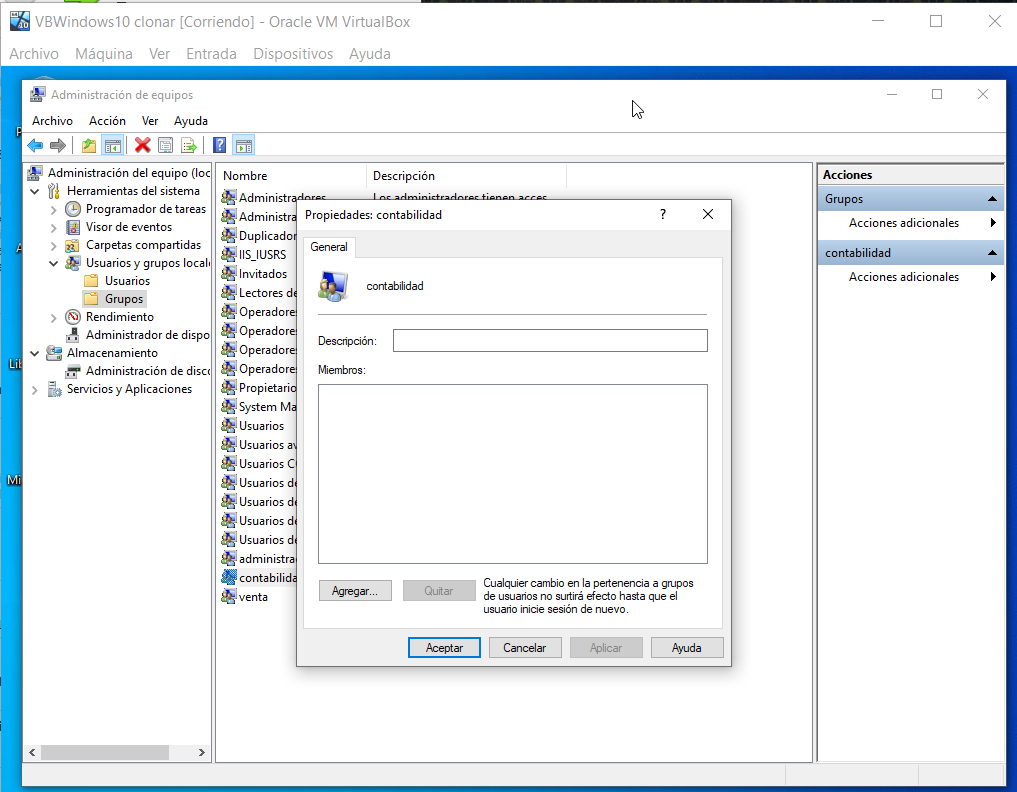 VBWindows10 clonar [Corriendo] - Oracle VM VirtualBox
Archivo Máquina Ver Entrada Dispositivos Ayuda
Administración de equipos
Archivo Acción Ver Ayuda
Administración del equipo (loc
Herramientas del sistema
Programador de tareas
Visor de eventos
Carpetas compartidas
Usuarios y grupos locale
Usuarios
Grupos
Rendimiento
Administrador de dispo
Almacenamiento
Administración de disco
Servicios y Aplicaciones
Nombre Descripción
Administradores Los administradores tienen acces
Administra
Duplicador
IIS_IUSRS
Invitados
Lectores de
Operadores
Operadores
Operadores
Operadores
Propietario
System Ma
Usuarios
Usuarios av
Usuarios CO
Usuarios de
Usuarios de
Usuarios de
Usuarios de
administra
contabilida
venta
Propiedades: contabilidad
?
General
contabilidad
Descripción:
Miembros:
Agregar... Quitar
Cualquier cambio en la pertenencia a grupos
de usuarios no surtirá efecto hasta que el
usuario inicie sesión de nuevo.
Aceptar Cancelar Aplicar Ayuda
Acciones
Grupos
Acciones adicionales
contabilidad
Acciones adicionales
Lib
Mi